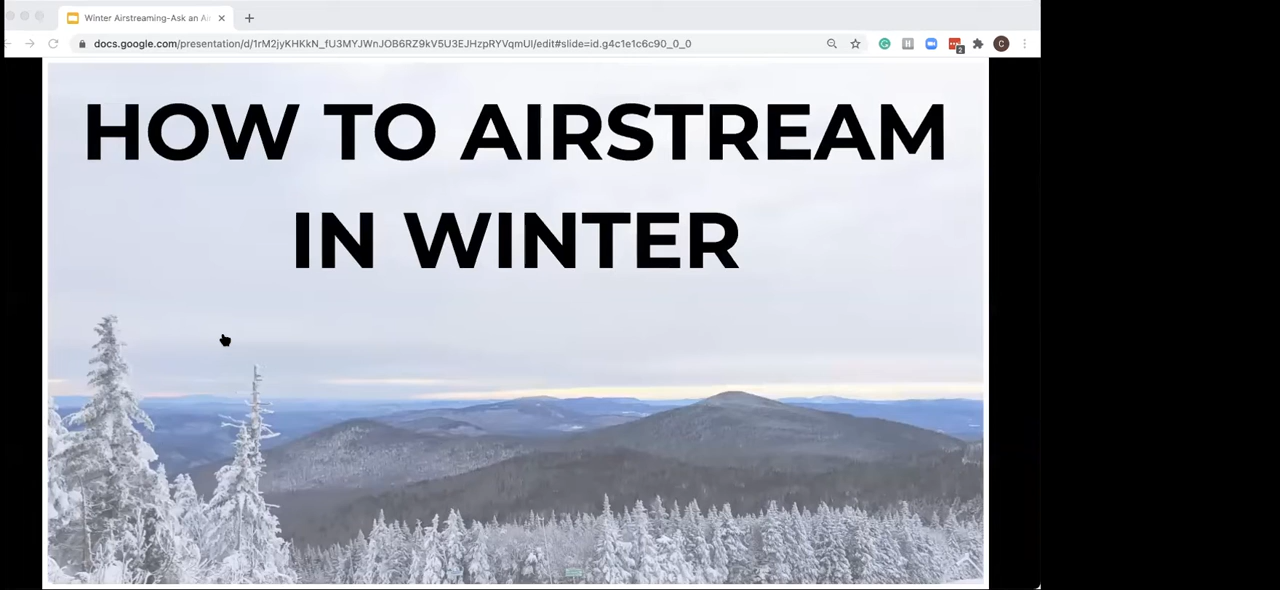 Winter Airstreaming-Ask an Ai
docs.google.com/presentation/d/1rM2jyKHKkN_fU3MYJWnJOB6RZ9kV5U3EJHzpRYVqmUI/edit#slide=id.g4c1e1c6c90_0_0
H
2
C
HOW TO AIRSTREAM
IN WINTER